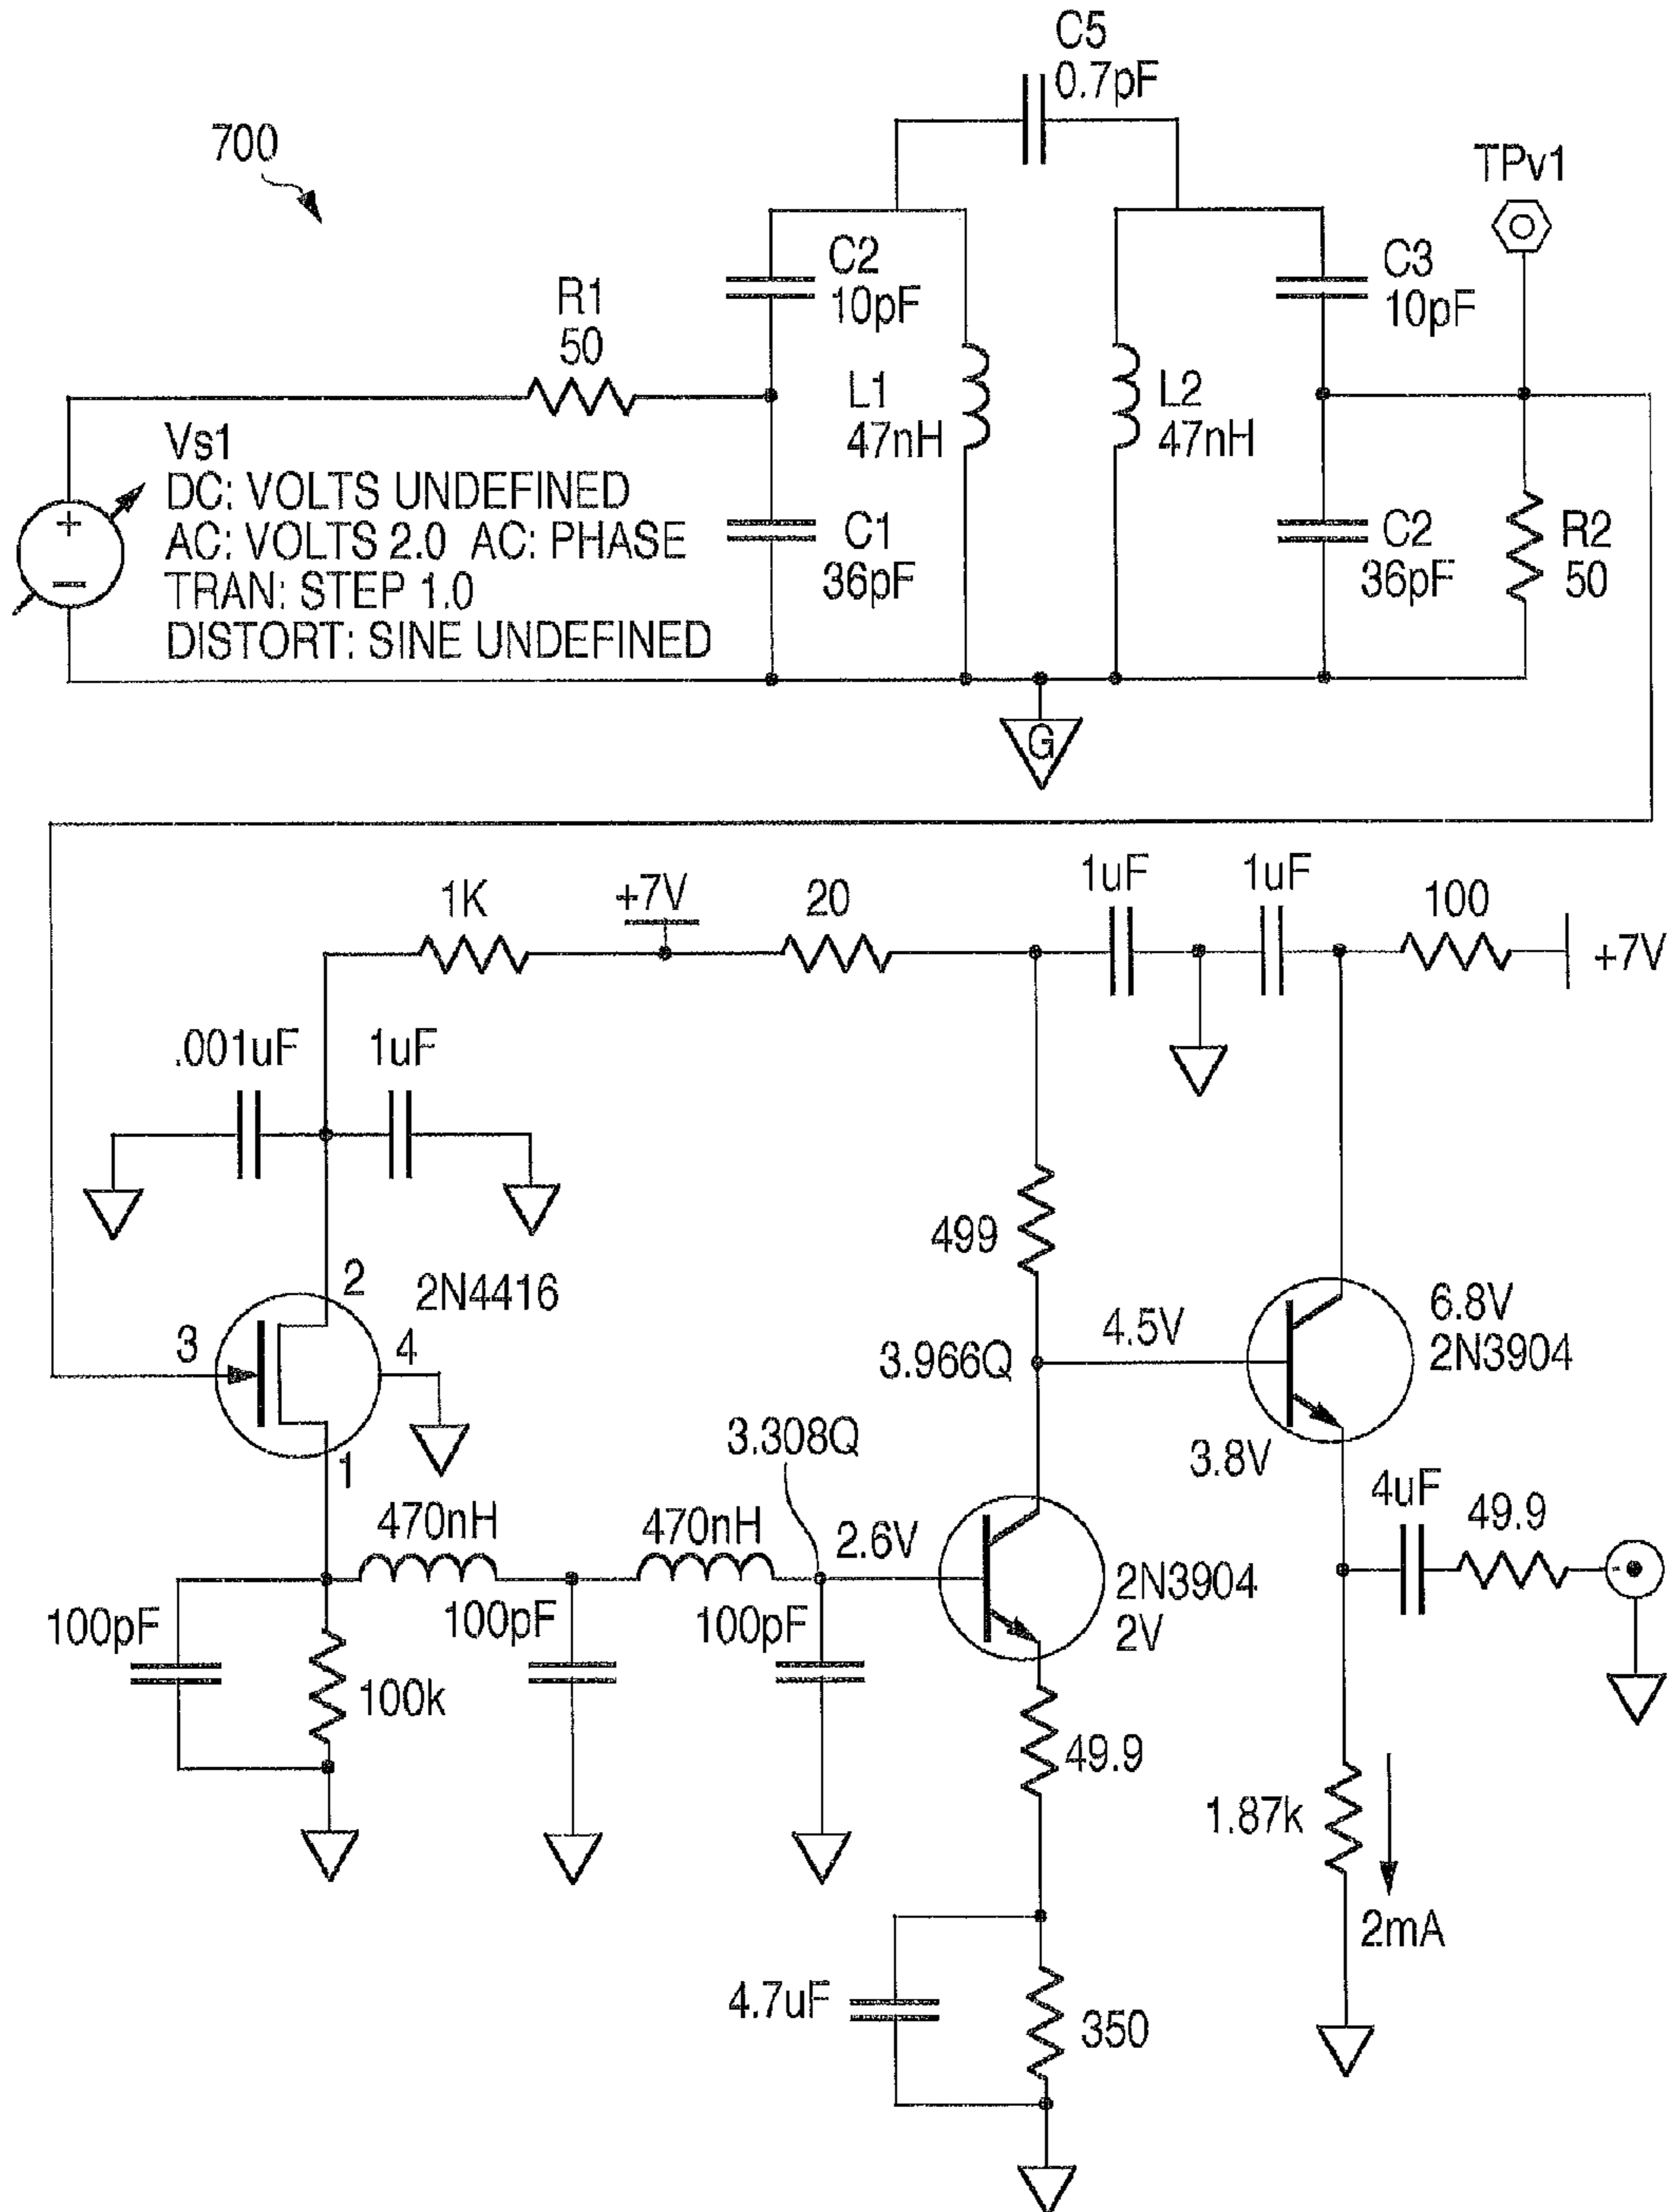 C5
0.7pF
700
TPv1
C2
10pF
C3
10pF
R1
50
L1
47nH
L2
47nH
Vs1
DC: VOLTS UNDEFINED
AC: VOLTS 2.0 AC: PHASE
TRAN: STEP 1.0
DISTORT: SINE UNDEFINED
+
−
C1
36pF
C2
36pF
R2
50
G
1K
+7V
20
1uF
1uF
100
+7V
.001uF
1uF
499
2
2N4416
3
4
1
6.8V
2N3904
4.5V
3.966Q
3.8V
3.308Q
470nH
470nH
2.6V
4uF
49.9
2N3904
2V
100pF
100k
100pF
100pF
49.9
1.87k
2mA
4.7uF
350